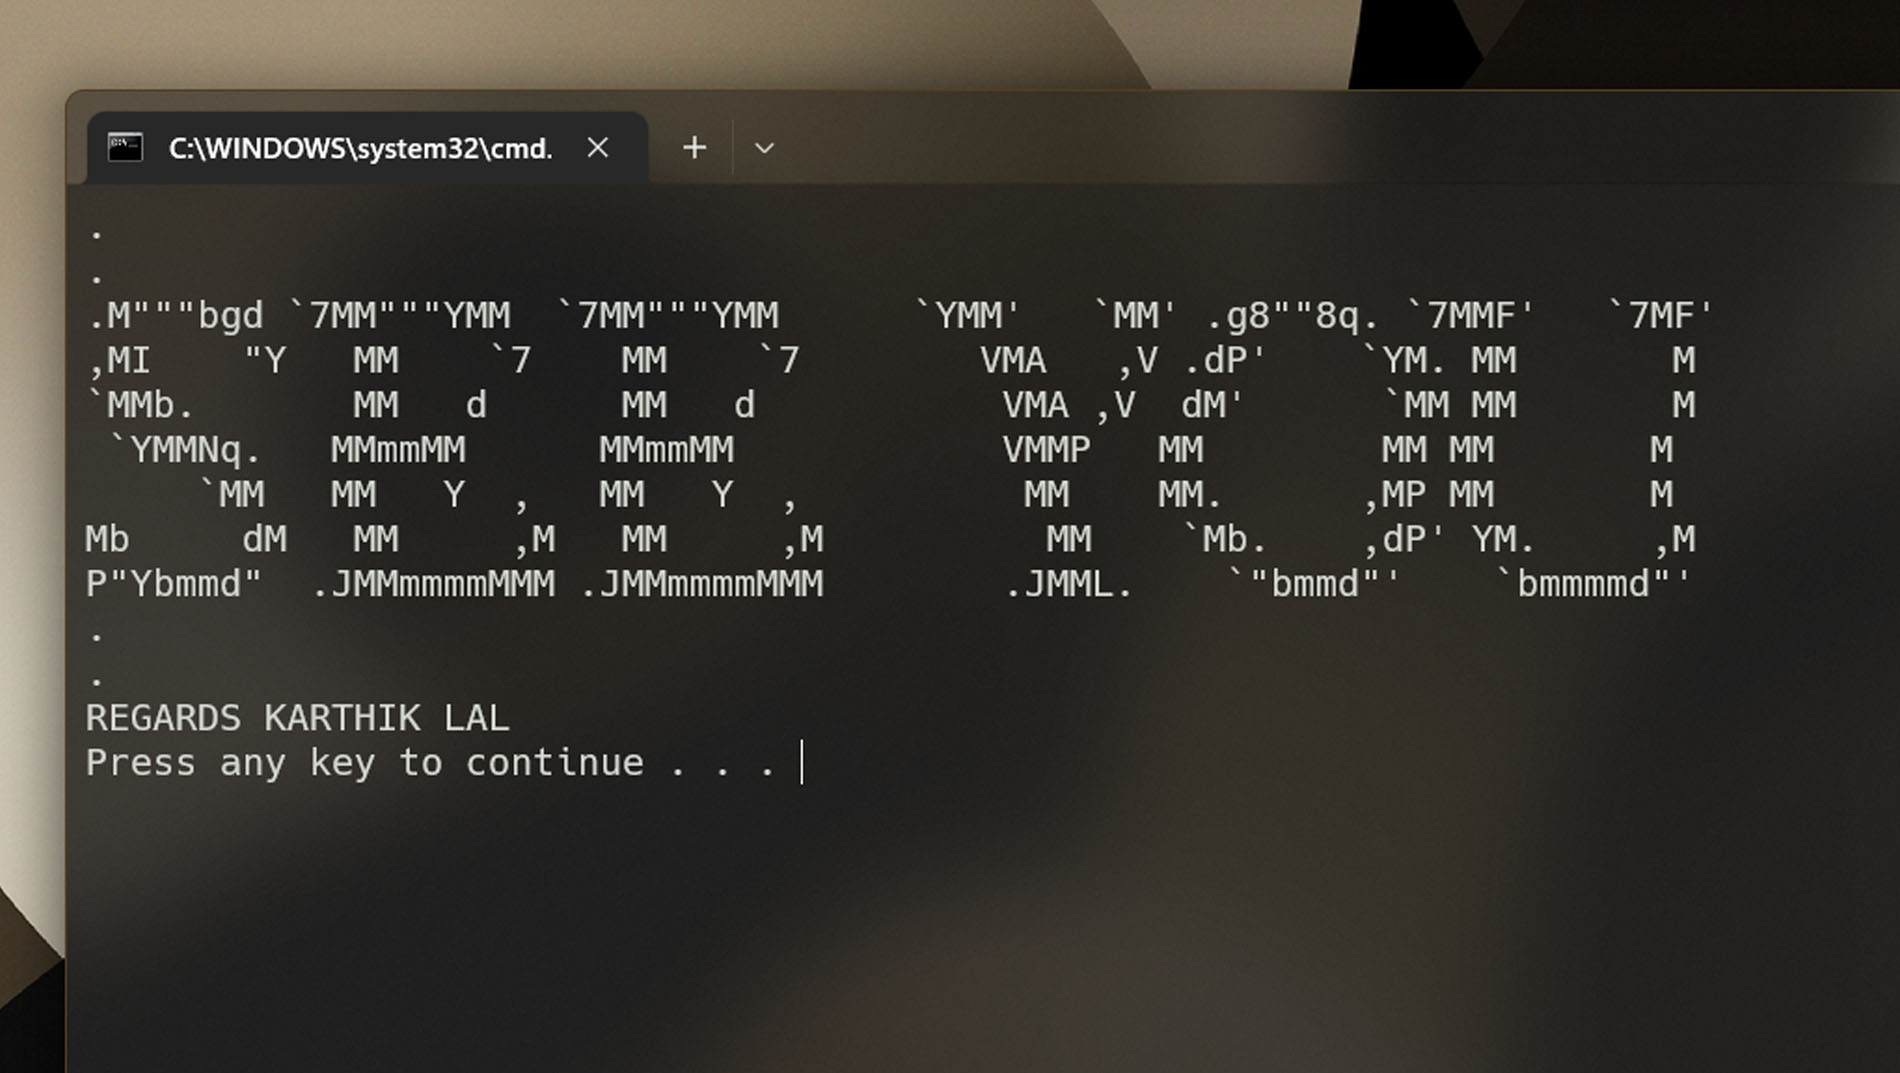 C:\WINDOWS\system32\cmd.
.
.
.M"""bgd `7MM"""YMM  `7MM"""YMM      `YMM'   `MM' .g8""8q. `7MMF'   `7MF'
,MI    "Y   MM    `7    MM    `7        VMA   ,V .dP'    `YM. MM       M
`MMb.       MM   d      MM   d           VMA ,V  dM'      `MM MM       M
 `YMMNq.   MMmmMM      MMmmMM            VMMP   MM        MM MM       M
     `MM   MM   Y  ,   MM   Y  ,          MM    MM.      ,MP MM       M
Mb     dM   MM     ,M   MM     ,M          MM    `Mb.    ,dP' YM.     ,M
P"Ybmmd"  .JMMmmmmMMM .JMMmmmmMMM        .JMML.    `"bmmd"'    `bmmmmd"'
.
.
REGARDS KARTHIK LAL
Press any key to continue . . .